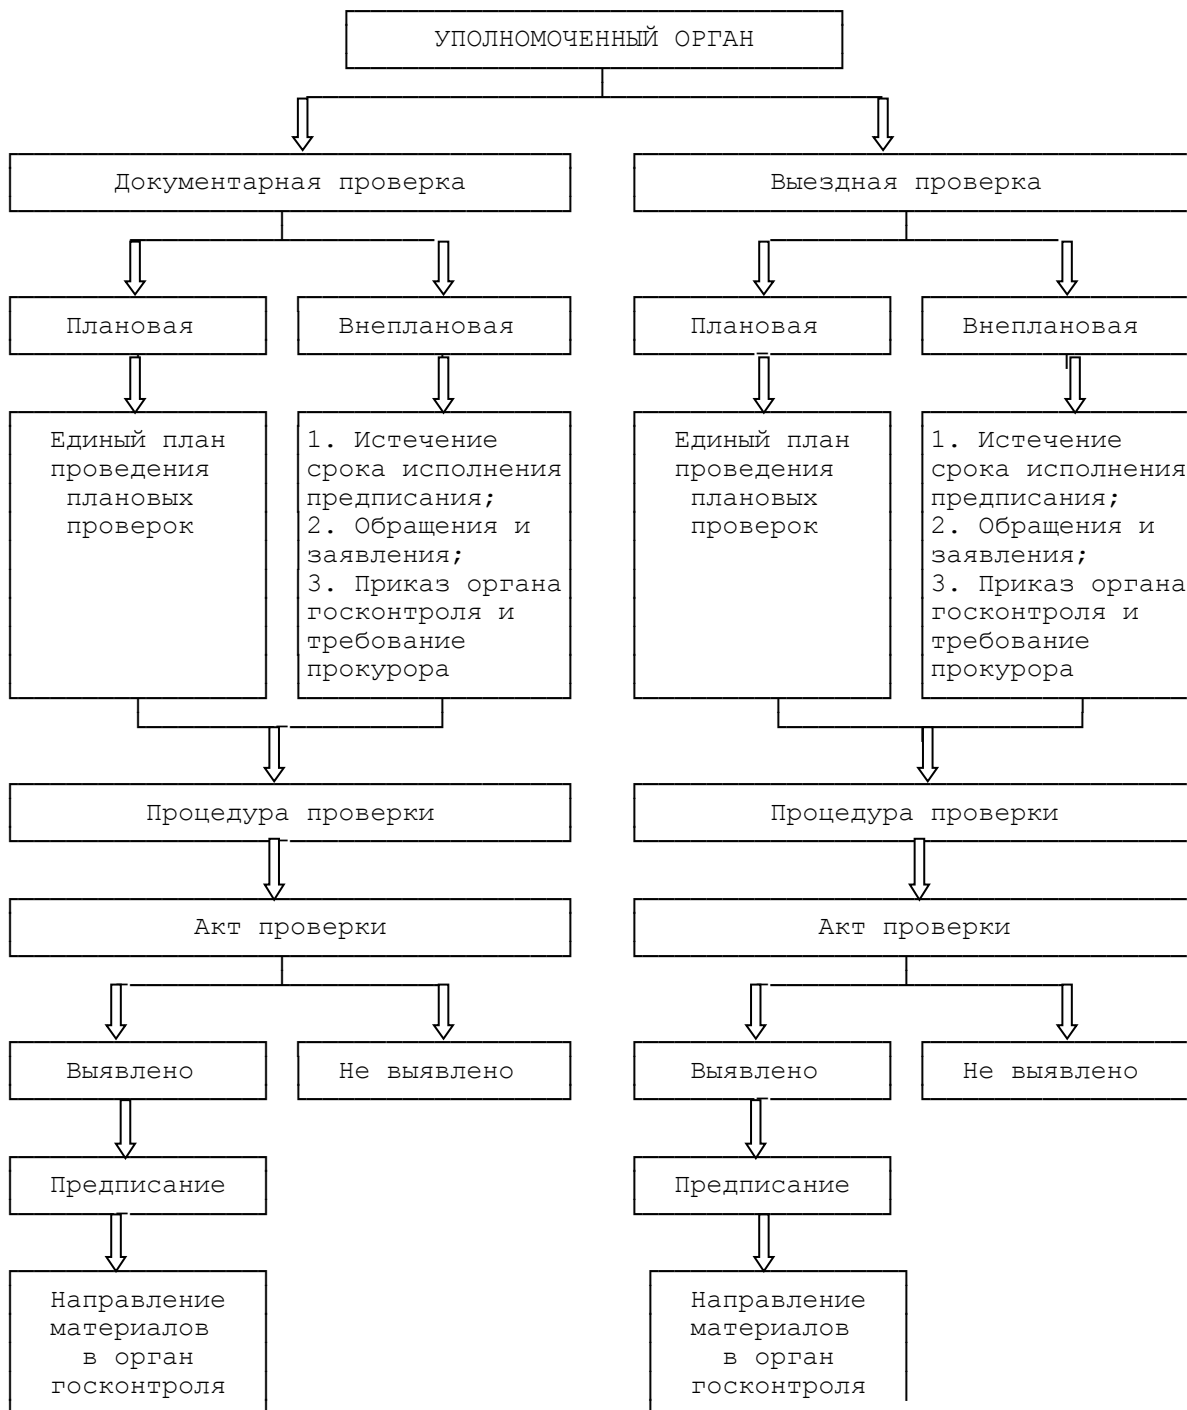 УПОЛНОМОЧЕННЫЙ ОРГАН
Документарная проверка
Выездная проверка
Плановая
Внеплановая
Плановая
Внеплановая
Единый план
проведения
плановых
проверок
1. Истечение
срока исполнения
предписания;
2. Обращения и
заявления;
3. Приказ органа
госконтроля и
требование
прокурора
Единый план
проведения
плановых
проверок
1. Истечение
срока исполнения
предписания;
2. Обращения и
заявления;
3. Приказ органа
госконтроля и
требование
прокурора
Процедура проверки
Процедура проверки
Акт проверки
Акт проверки
Выявлено
Не выявлено
Выявлено
Не выявлено
Предписание
Предписание
Направление
материалов
в орган
госконтроля
Направление
материалов
в орган
госконтроля